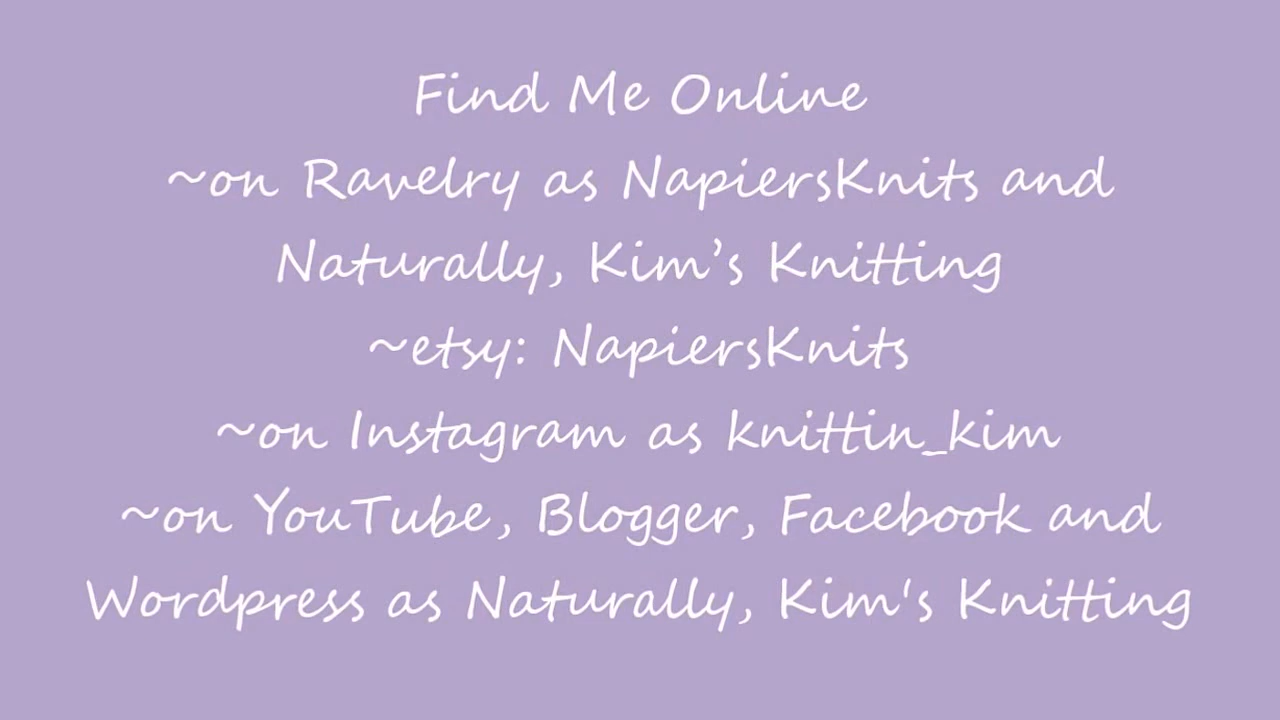 Find Me Online
~on Ravelry as NapiersKnits and
Naturally, Kim’s Knitting
~etsy: NapiersKnits
~on Instagram as knittin_kim
~on YouTube, Blogger, Facebook and
Wordpress as Naturally, Kim's Knitting